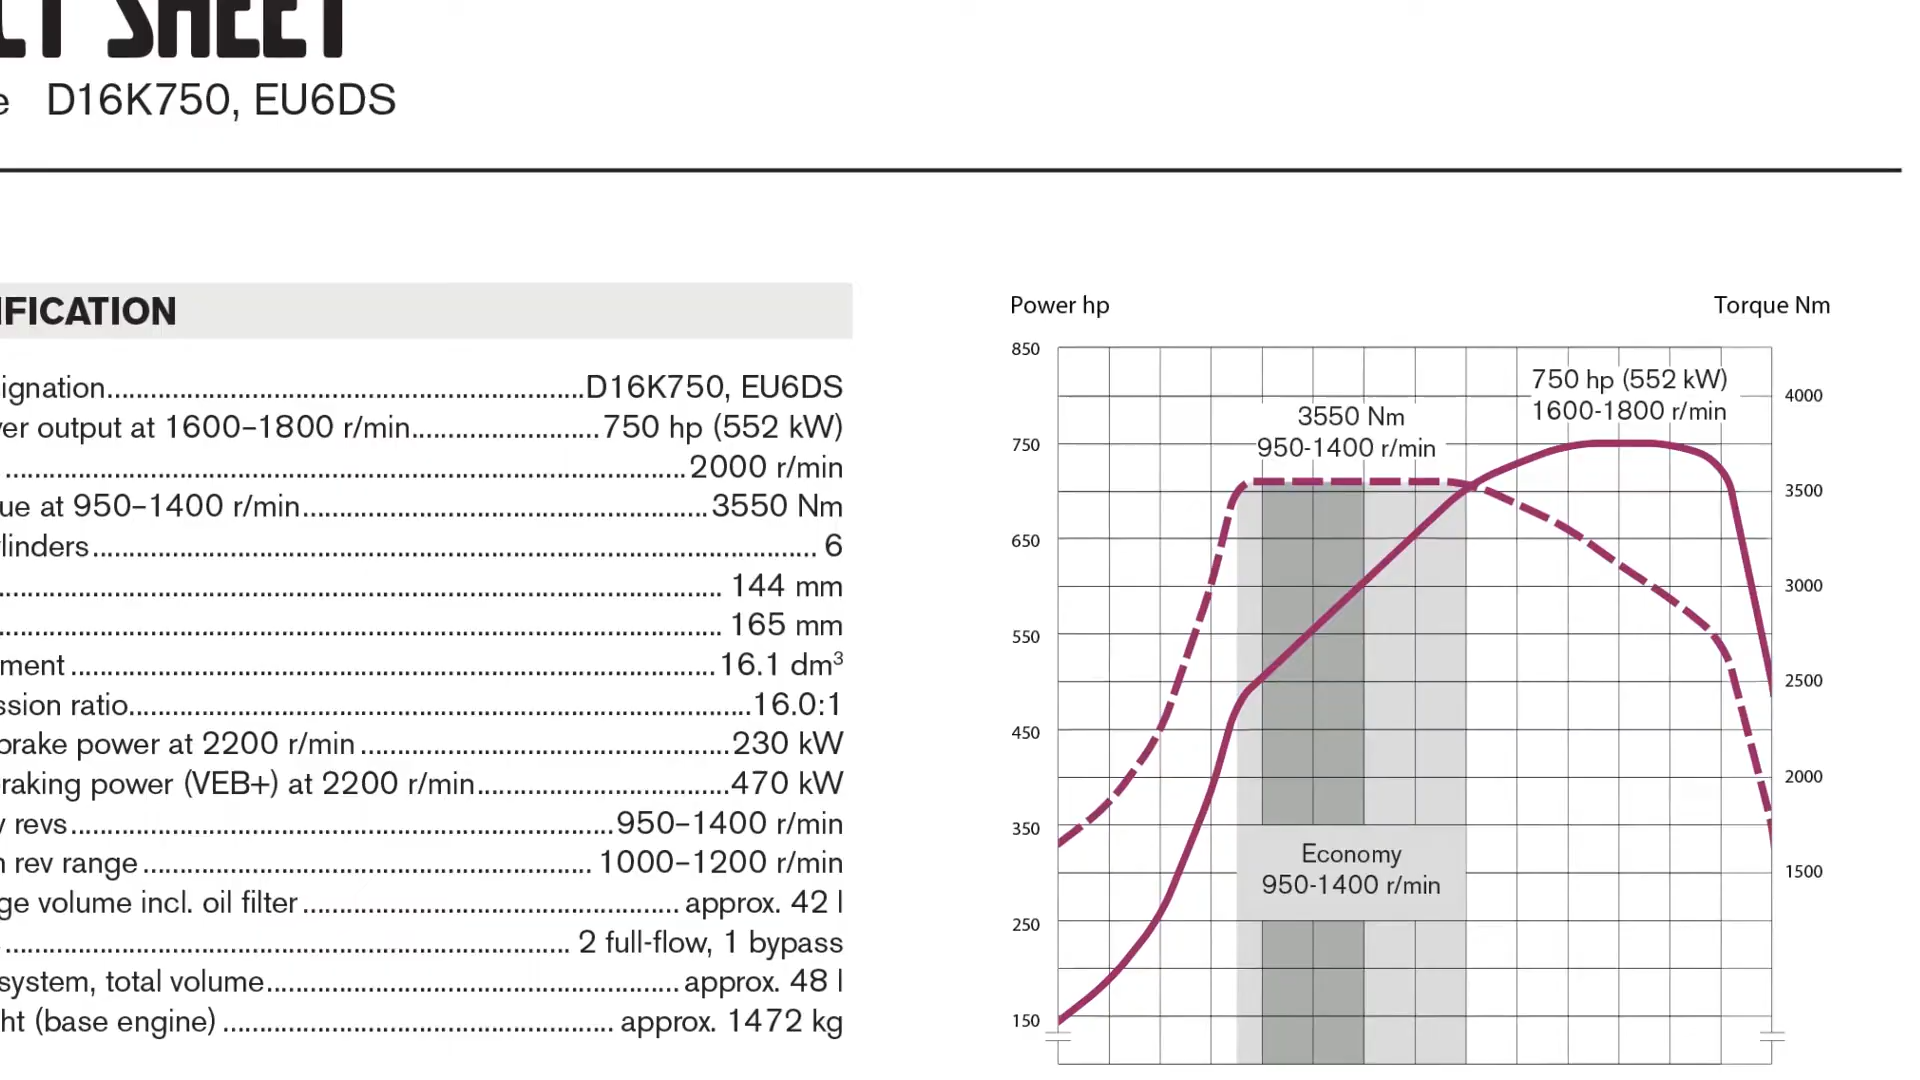 CT SHEET
e D16K750, EU6DS
IFICATION
ignation..........D16K750, EU6DS
er output at 1600–1800 r/min..........750 hp (552 kW)
..........2000 r/min
ue at 950–1400 r/min..........3550 Nm
linders.......... 6
.......... 144 mm
.......... 165 mm
ment ..........16.1 dm³
ssion ratio..........16.0:1
brake power at 2200 r/min ..........230 kW
raking power (VEB+) at 2200 r/min..........470 kW
y revs..........950–1400 r/min
n rev range .......... 1000–1200 r/min
ge volume incl. oil filter.......... approx. 42 l
.......... 2 full-flow, 1 bypass
system, total volume.......... approx. 48 l
ht (base engine) .......... approx. 1472 kg
Power hp
Torque Nm
850
750
650
550
450
350
250
150
3550 Nm
950-1400 r/min
750 hp (552 kW)
1600-1800 r/min
Economy
950-1400 r/min
4000
3500
3000
2500
2000
1500